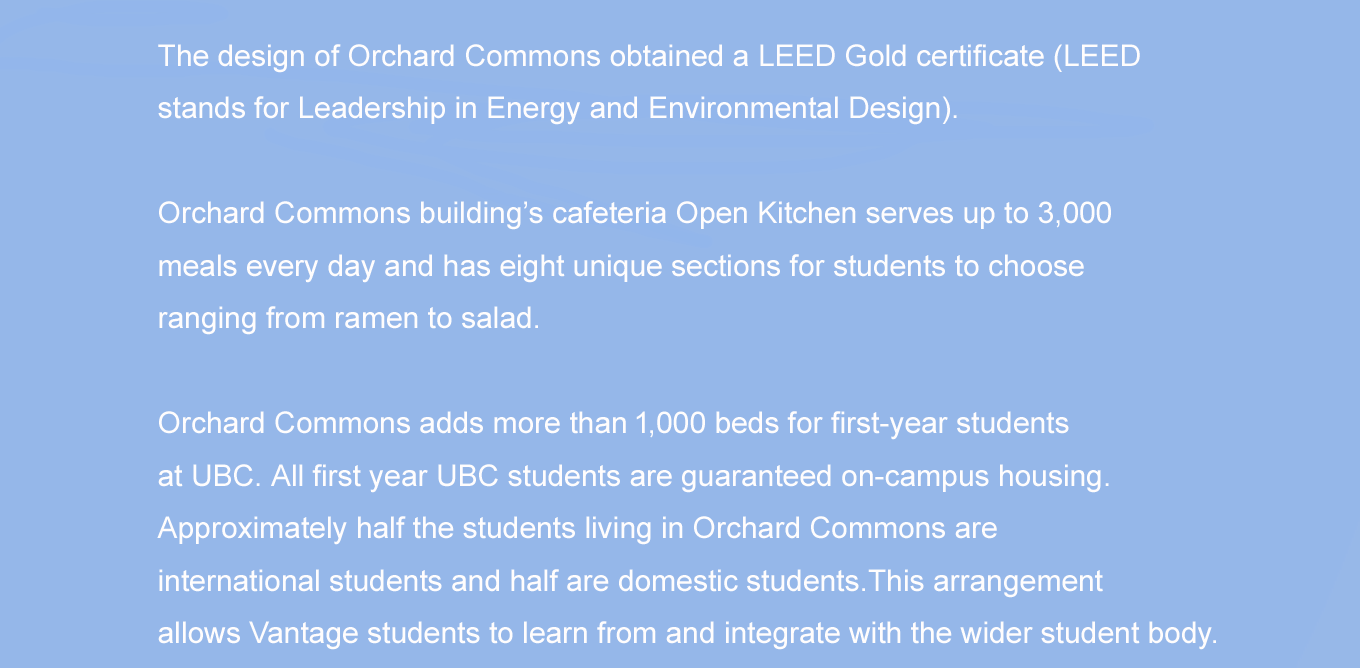 The design of Orchard Commons obtained a LEED Gold certificate (LEED
stands for Leadership in Energy and Environmental Design).
Orchard Commons building’s cafeteria Open Kitchen serves up to 3,000
meals every day and has eight unique sections for students to choose
ranging from ramen to salad.
Orchard Commons adds more than 1,000 beds for first-year students
at UBC. All first year UBC students are guaranteed on-campus housing.
Approximately half the students living in Orchard Commons are
international students and half are domestic students.This arrangement
allows Vantage students to learn from and integrate with the wider student body.